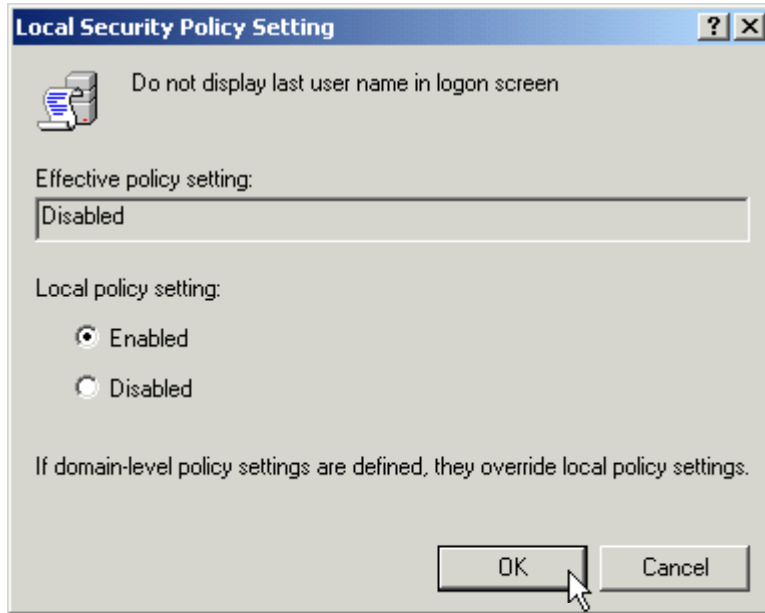 Local Security Policy Setting
Do not display last user name in logon screen
Effective policy setting:
Disabled
Local policy setting:
Enabled
Disabled
If domain-level policy settings are defined, they override local policy settings.
OK Cancel